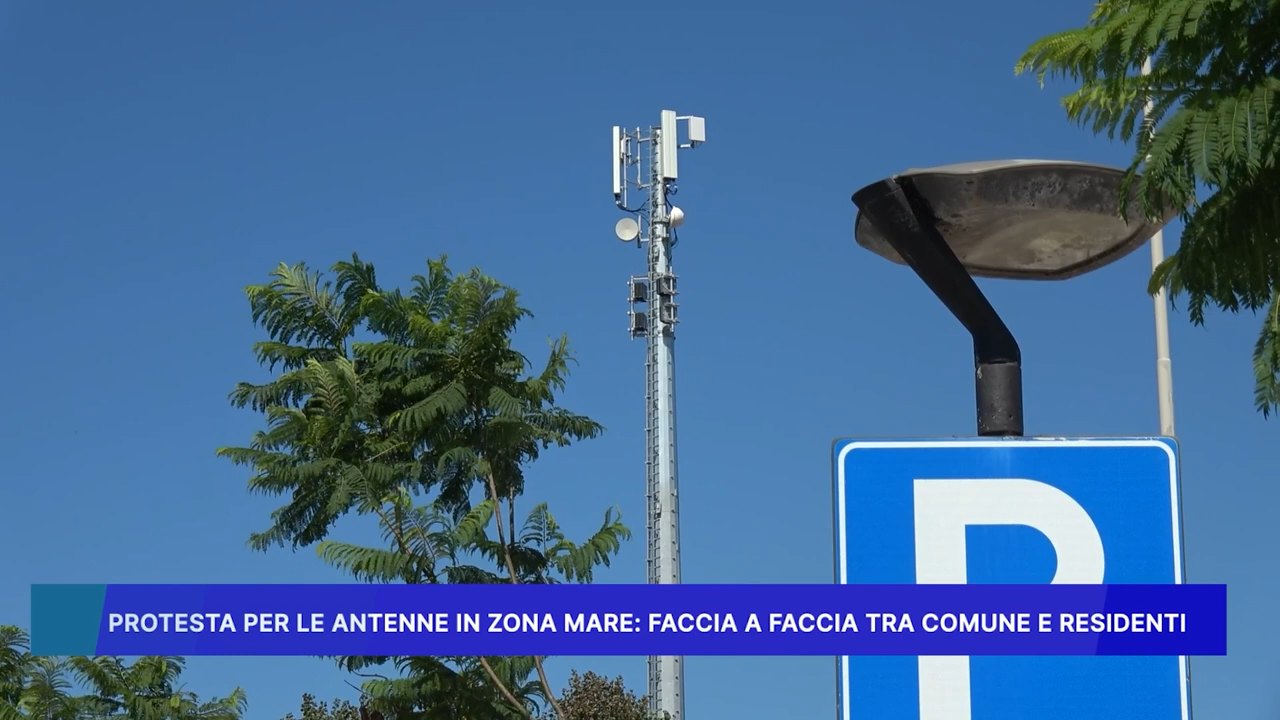 P
PROTESTA PER LE ANTENNE IN ZONA MARE: FACCIA A FACCIA TRA COMUNE E RESIDENTI